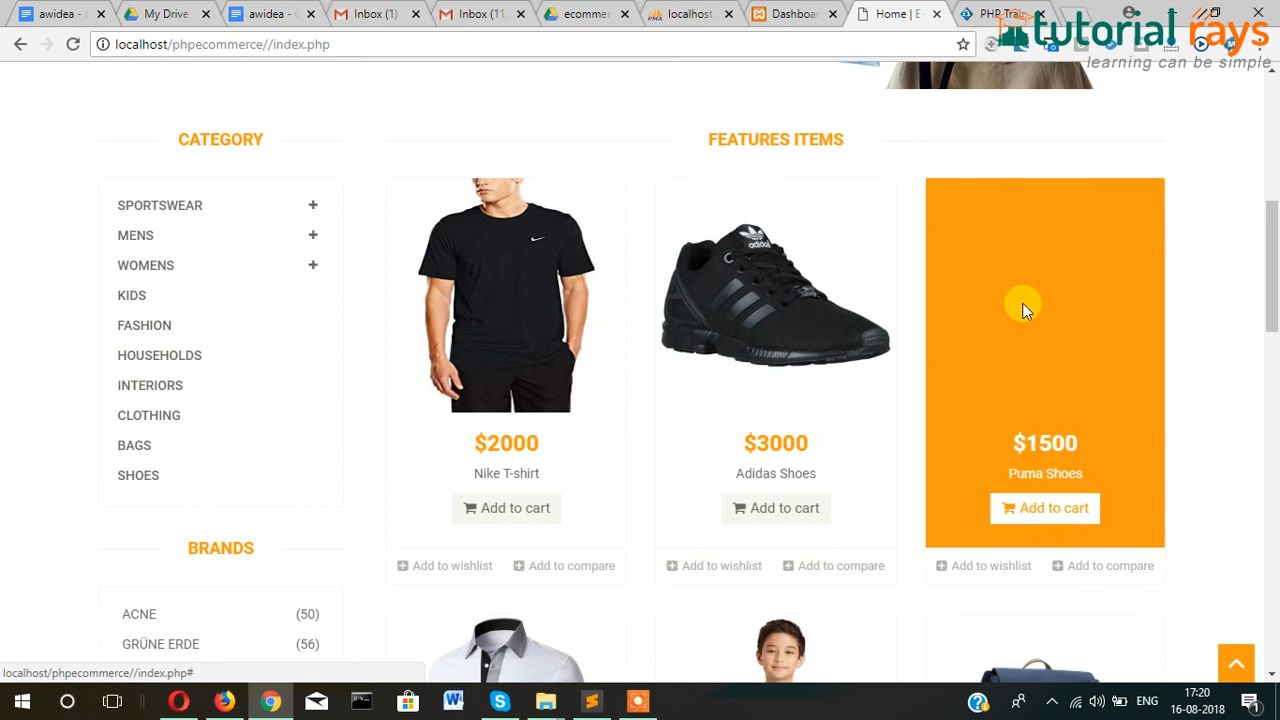 awidea -
My Drive
awidea -
Inbox (1)
Inbox (11
ecomme
PMA
localhost
Dashboar
Home | E-
PHP Tra
localhost/phpecommerce//index.php
tutorial rays
learning can be simple
CATEGORY
FEATURES ITEMS
SPORTSWEAR
MENS
WOMENS
KIDS
FASHION
HOUSEHOLDS
INTERIORS
CLOTHING
BAGS
SHOES
adidas
$2000
$3000
$1500
Nike T-shirt
Adidas Shoes
Puma Shoes
Add to cart
Add to cart
Add to cart
Add to wishlist
Add to compare
Add to wishlist
Add to compare
Add to wishlist
Add to compare
BRANDS
ACNE (50)
GRÜNE ERDE (56)
localhost/phpecommerce//index.php#
ENG
17:20
16-08-2018